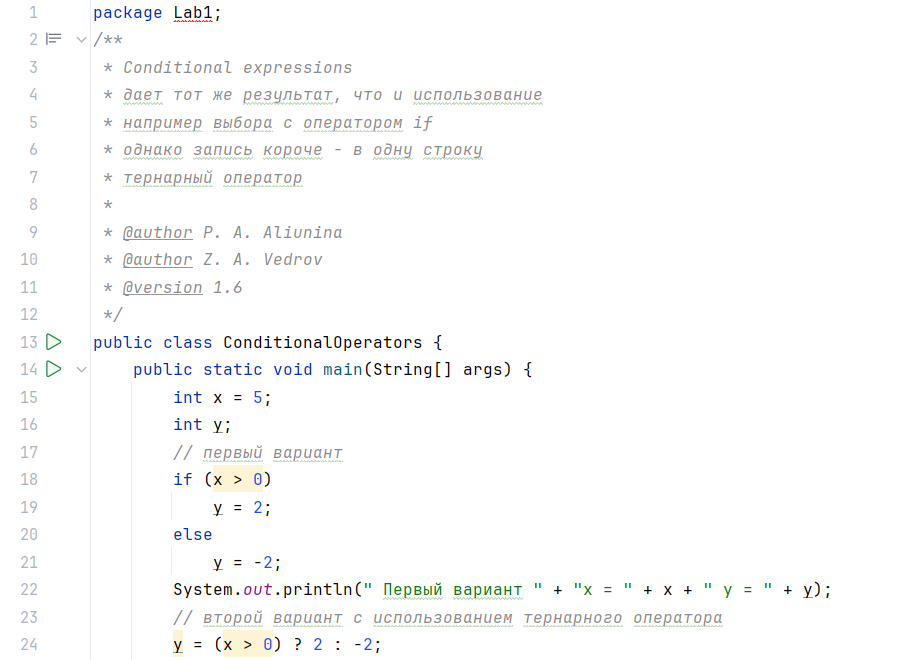 1 package Lab1;
2 /**
3 * Conditional expressions
4 * дает тот же результат, что и использование
5 * например выбора с оператором if
6 * однако запись короче - в одну строку
7 * тернарный оператор
8 *
9 * @author P. A. Aliunina
10 * @author Z. A. Vedrov
11 * @version 1.6
12 */
13 public class ConditionalOperators {
14 public static void main(String[] args) {
15 int x = 5;
16 int y;
17 // первый вариант
18 if (x > 0)
19 y = 2;
20 else
21 y = -2;
22 System.out.println(" Первый вариант " + "x = " + x + " y = " + y);
23 // второй вариант с использованием тернарного оператора
24 y = (x > 0) ? 2 : -2;